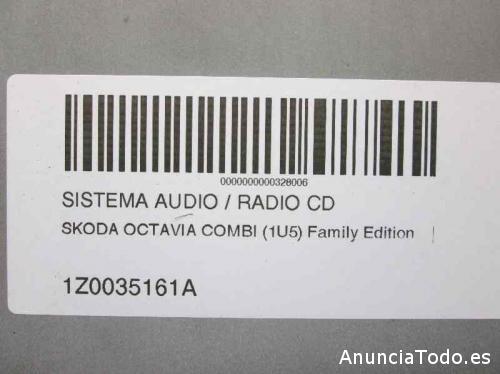 0000000000328006
SISTEMA AUDIO / RADIO CD
SKODA OCTAVIA COMBI (1U5) Family Edition
1Z0035161A
AnunciaTodo.es